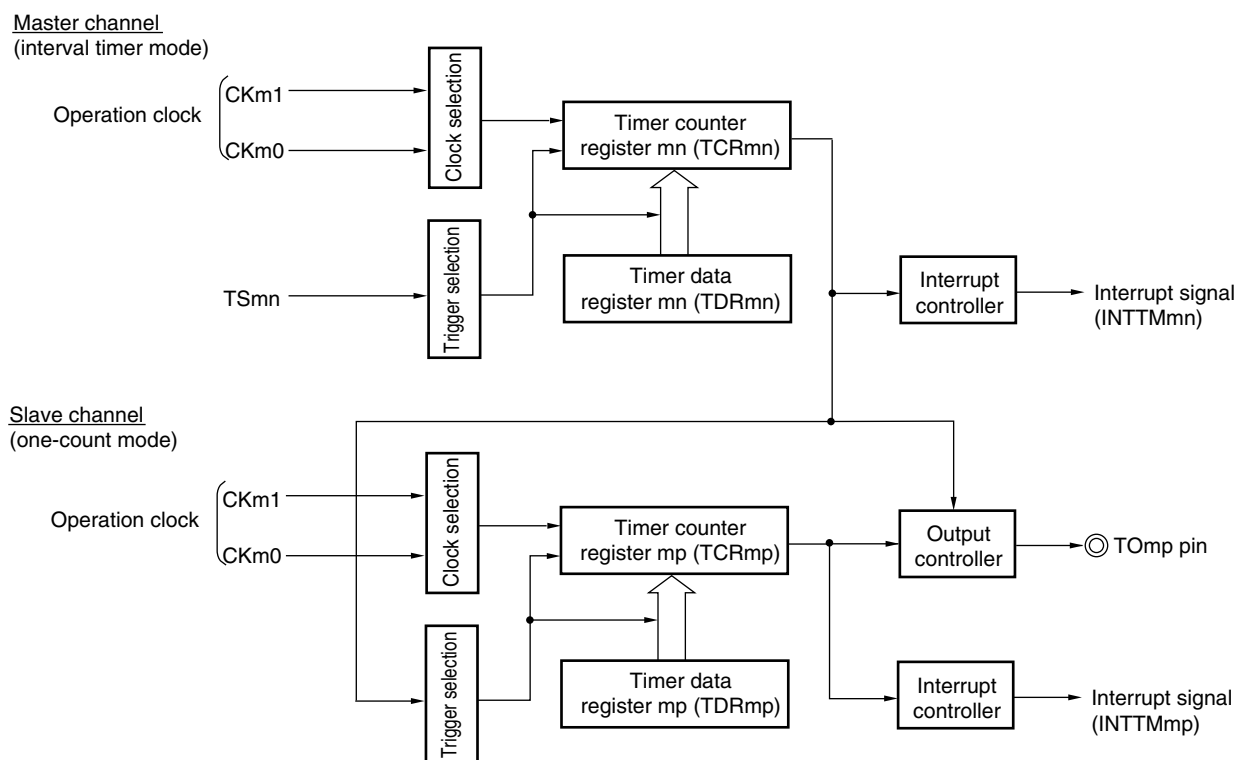 Master channel
(interval timer mode)
Operation clock
CKm1
CKm0
Clock selection
Timer counter
register mn (TCRmn)
TSmn
Trigger selection
Timer data
register mn (TDRmn)
Interrupt
controller
Interrupt signal
(INTTMmn)
Slave channel
(one-count mode)
Operation clock
CKm1
CKm0
Clock selection
Timer counter
register mp (TCRmp)
Output
controller
TOmp pin
Trigger selection
Timer data
register mp (TDRmp)
Interrupt
controller
Interrupt signal
(INTTMmp)